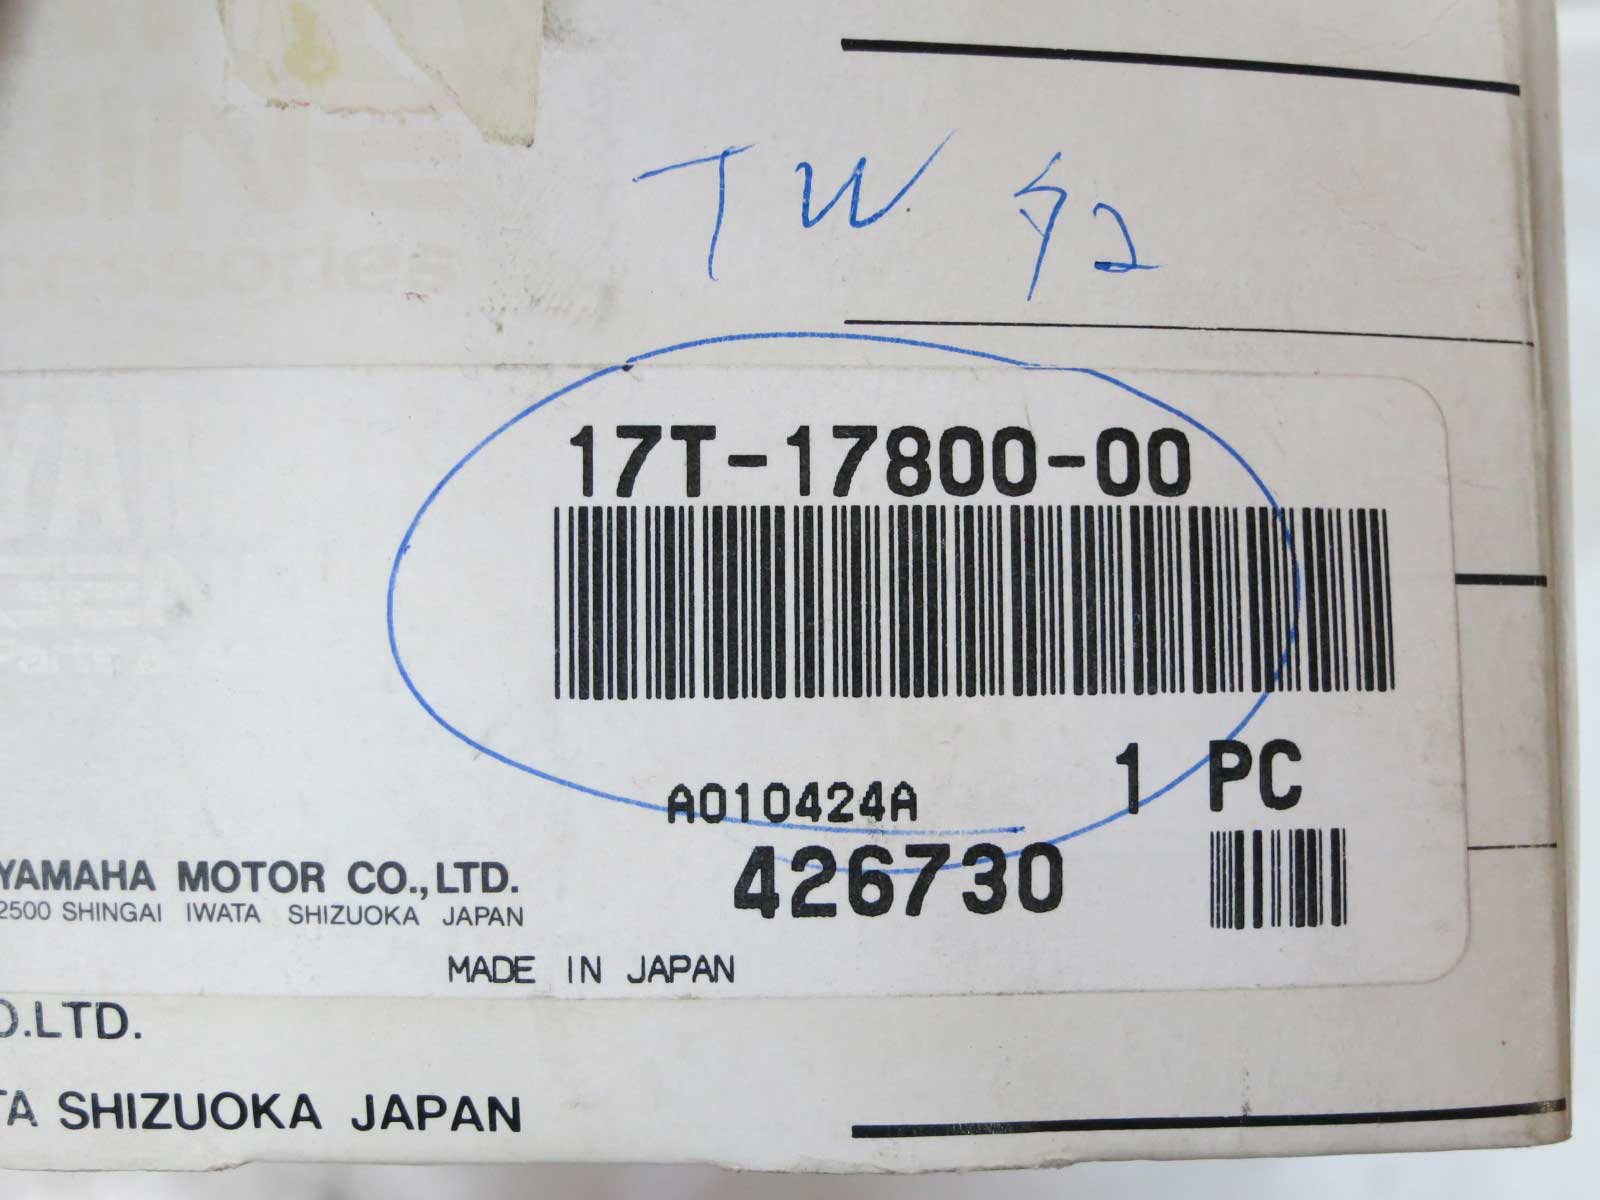 TW 92
17T-17800-00
1 PC
A010424A
426730
YAMAHA MOTOR CO.,LTD.
2500 SHINGAI IWATA SHIZUOKA JAPAN
MADE IN JAPAN
O.LTD.
TA SHIZUOKA JAPAN